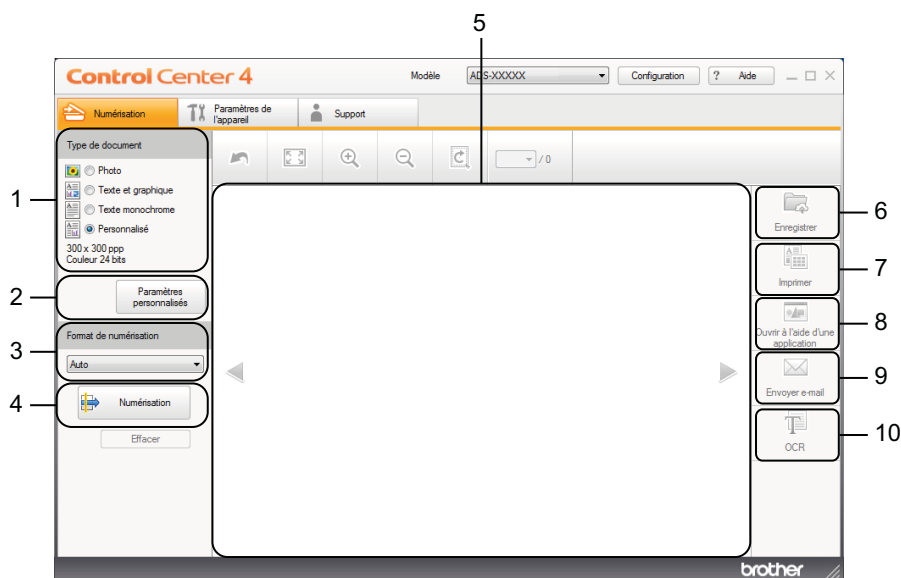 5
Control Center 4
Modèle
ADS-XXXXX
Configuration
? Aide
Numérisation
Paramètres de
l'appareil
Support
Type de document
Photo
Texte et graphique
Texte monochrome
Personnalisé
300 x 300 ppp
Couleur 24 bits
1
/ 0
Paramètres
personnalisés
2
Format de numérisation
Auto
3
Numérisation
4
Effacer
Enregistrer
6
Imprimer
7
Ouvrir à l'aide d'une
application
8
Envoyer e-mail
9
OCR
10
brother